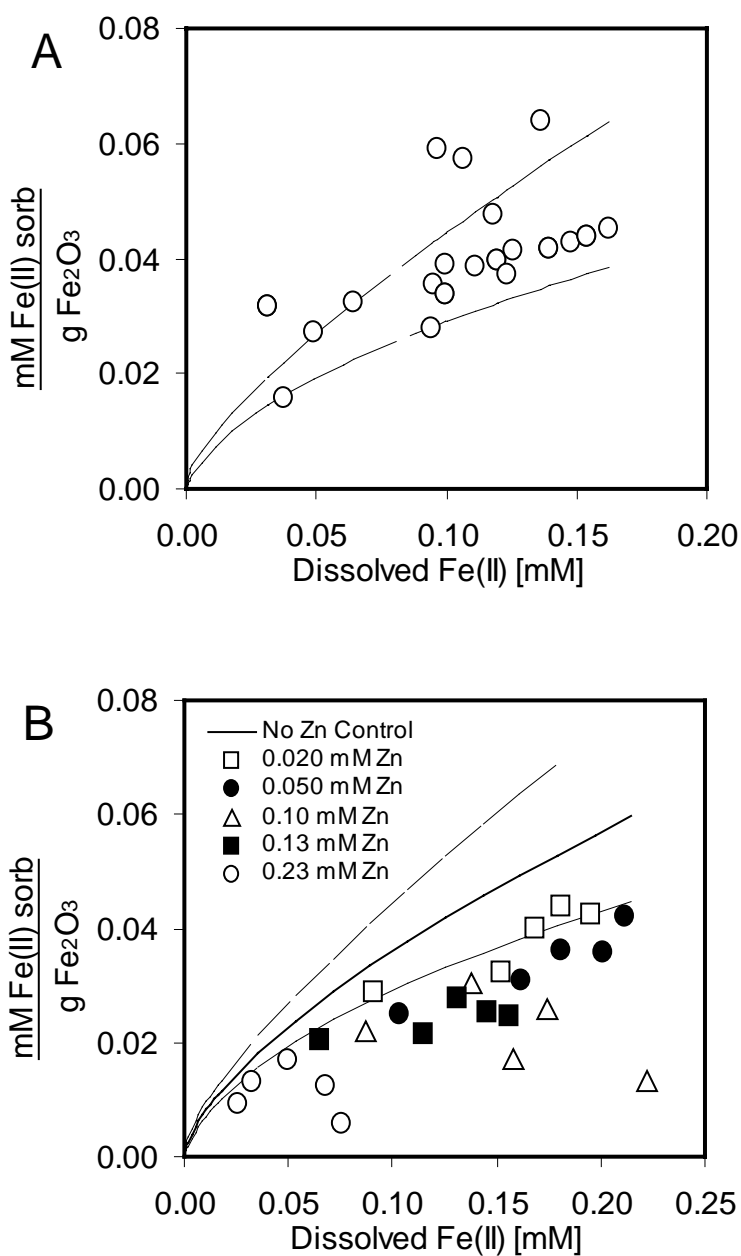 A
0.08
0.06
0.04
0.02
0.00
mM Fe(II) sorb
g Fe2O3
0.00 0.05 0.10 0.15 0.20
Dissolved Fe(II) [mM]
B
0.08
0.06
0.04
0.02
0.00
mM Fe(II) sorb
g Fe2O3
No Zn Control
0.020 mM Zn
0.050 mM Zn
0.10 mM Zn
0.13 mM Zn
0.23 mM Zn
0.00 0.05 0.10 0.15 0.20 0.25
Dissolved Fe(II) [mM]